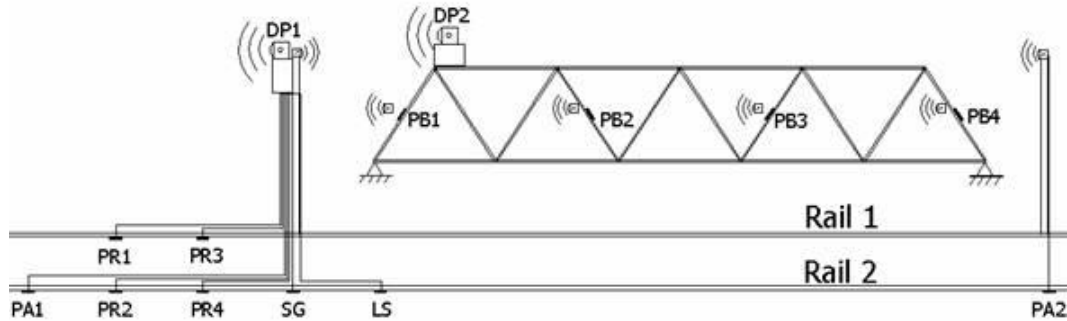 DP1
DP2
PB1
PB2
PB3
PB4
Rail 1
PR1 PR3
Rail 2
PA1 PR2 PR4 SG LS PA2